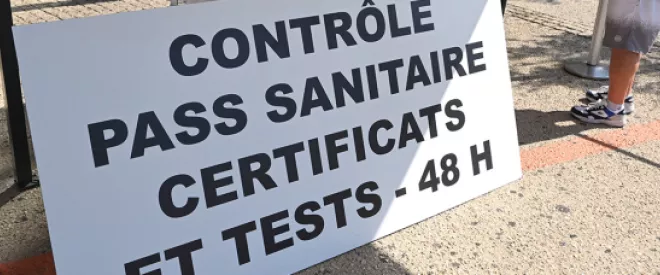 CONTRÔLE
PASS SANITAIRE
CERTIFICATS
ET TESTS - 48 H